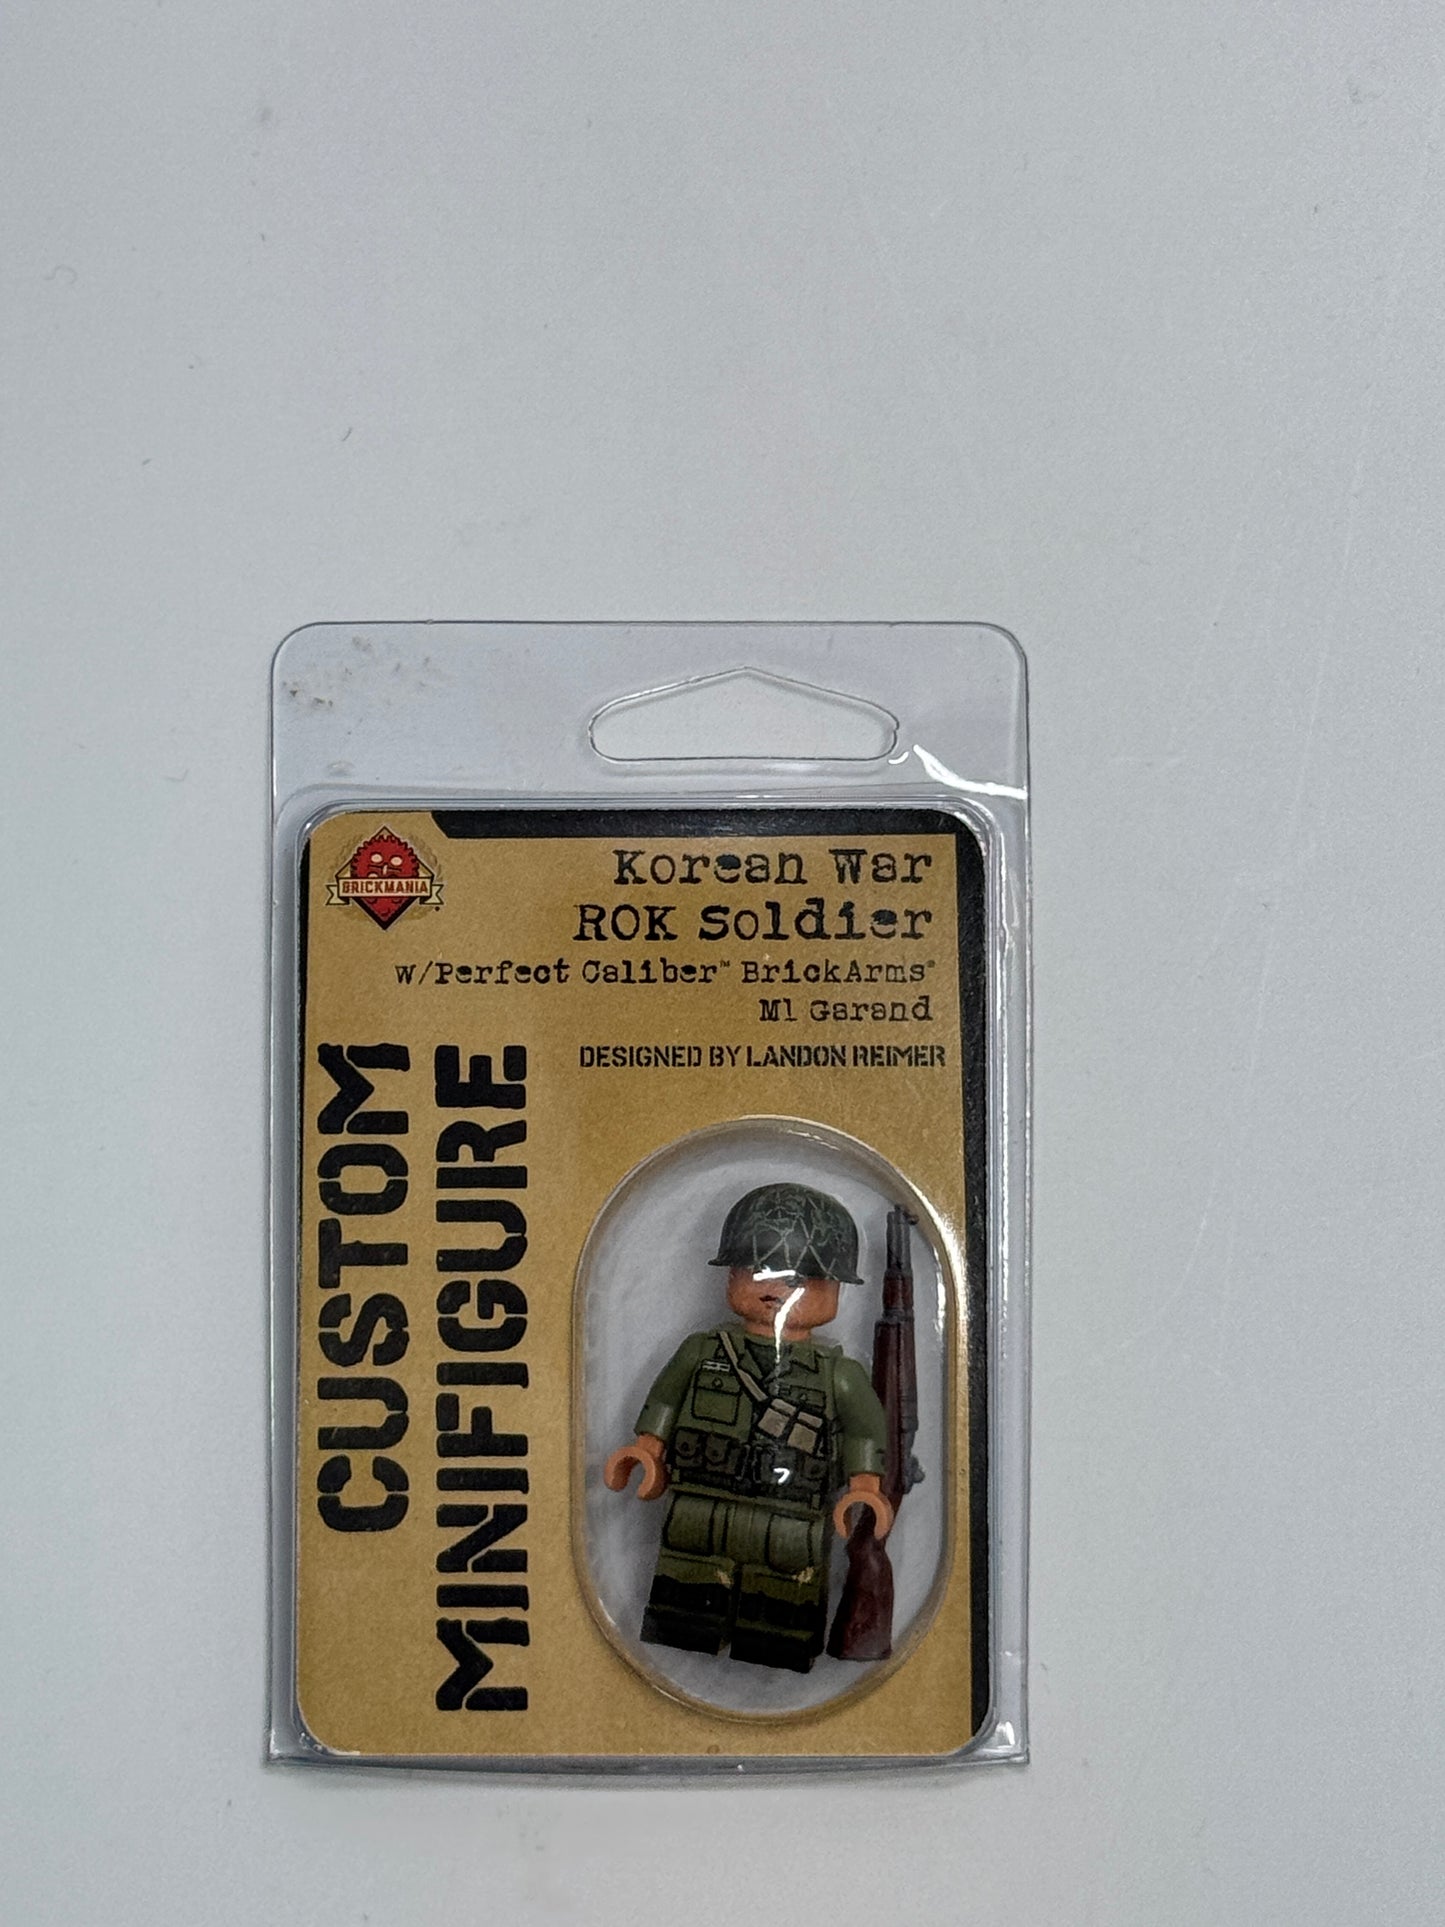 BRICKMANIA
Korean War
ROK Soldier
w/Perfect Caliber™ BrickArms®
M1 Garand
DESIGNED BY LANDON REIMER
CUSTOM
MINIFIGURE